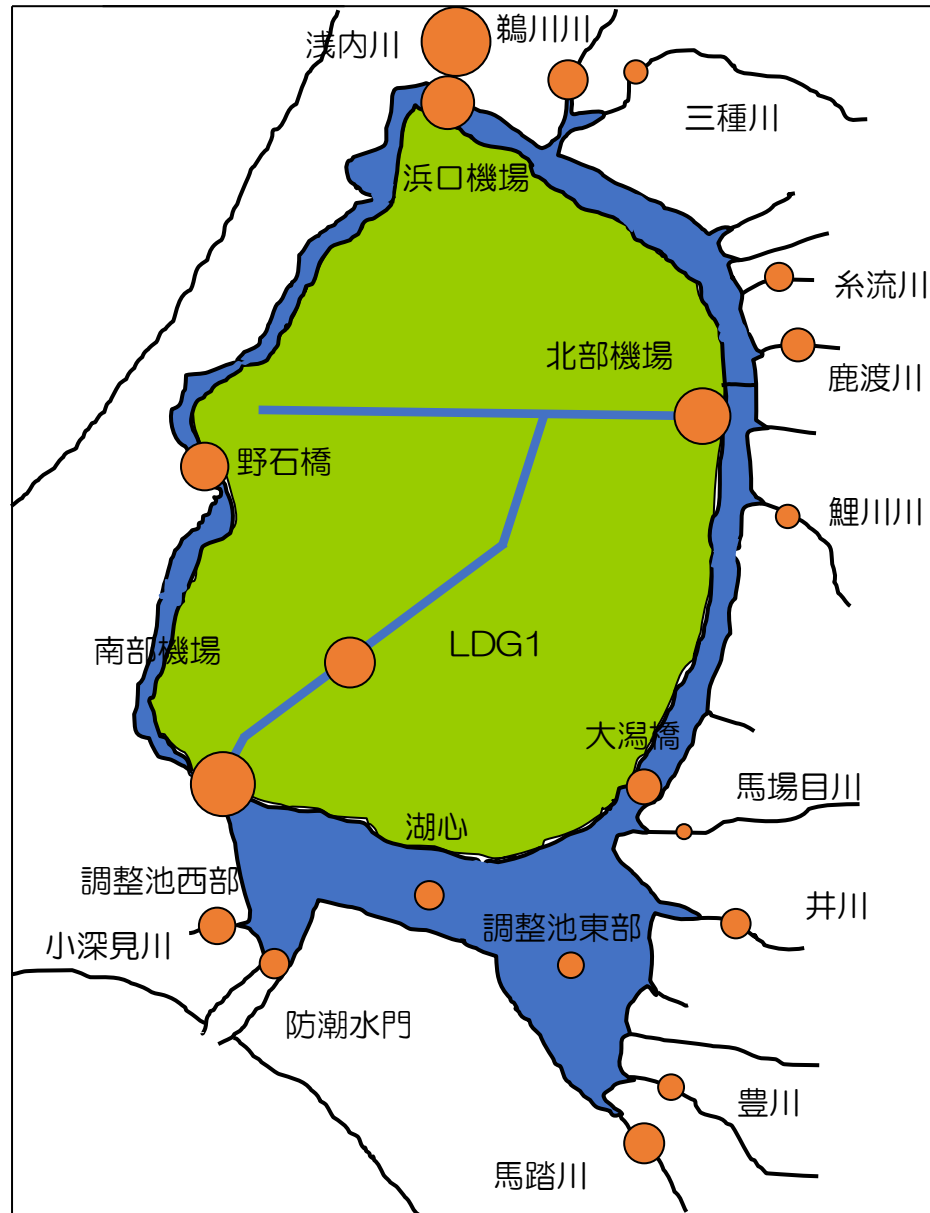 鵜川川
浅内川
三種川
浜口機場
糸流川
北部機場
鹿渡川
野石橋
鯉川川
南部機場
LDG1
大潟橋
馬場目川
湖心
調整池西部
井川
調整池東部
小深見川
防潮水門
豊川
馬踏川